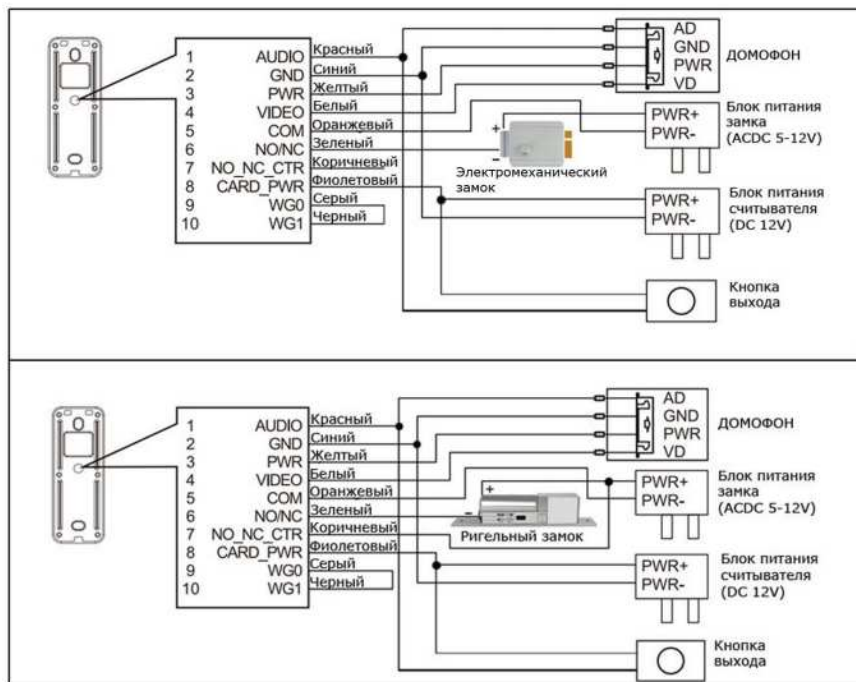 1 AUDIO Красный
2 GND Синий
3 PWR Желтый
4 VIDEO Белый
5 COM Оранжевый
6 NO/NC Зеленый
7 NO_NC_CTR Коричневый
8 CARD_PWR Фиолетовый
9 WG0 Серый
10 WG1 Черный
AD
GND
PWR
VD
ДОМОФОН
+
-
Электромеханический
замок
PWR+
PWR-
Блок питания
замка
(ACDC 5-12V)
PWR+
PWR-
Блок питания
считывателя
(DC 12V)
Кнопка
выхода
1 AUDIO Красный
2 GND Синий
3 PWR Желтый
4 VIDEO Белый
5 COM Оранжевый
6 NO/NC Зеленый
7 NO_NC_CTR Коричневый
8 CARD_PWR Фиолетовый
9 WG0 Серый
10 WG1 Черный
AD
GND
PWR
VD
ДОМОФОН
+
-
Ригельный замок
PWR+
PWR-
Блок питания
замка
(ACDC 5-12V)
PWR+
PWR-
Блок питания
считывателя
(DC 12V)
Кнопка
выхода